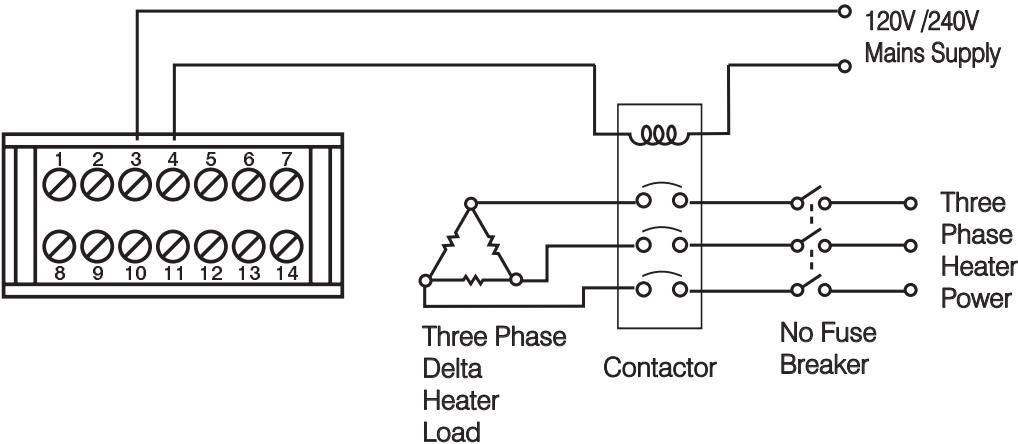 120V /240V
Mains Supply
1 2 3 4 5 6 7
8 9 10 11 12 13 14
Three
Phase
Heater
Power
Three Phase
Delta
Heater
Load
Contactor
No Fuse
Breaker